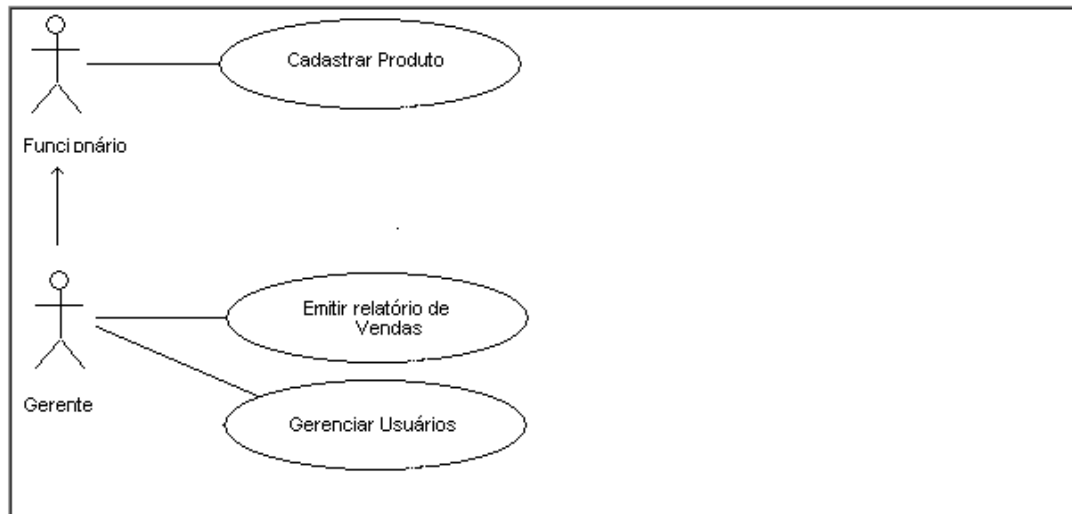 Cadastrar Produto
Funcionário
Emitir relatório de
Vendas
Gerente
Gerenciar Usuários